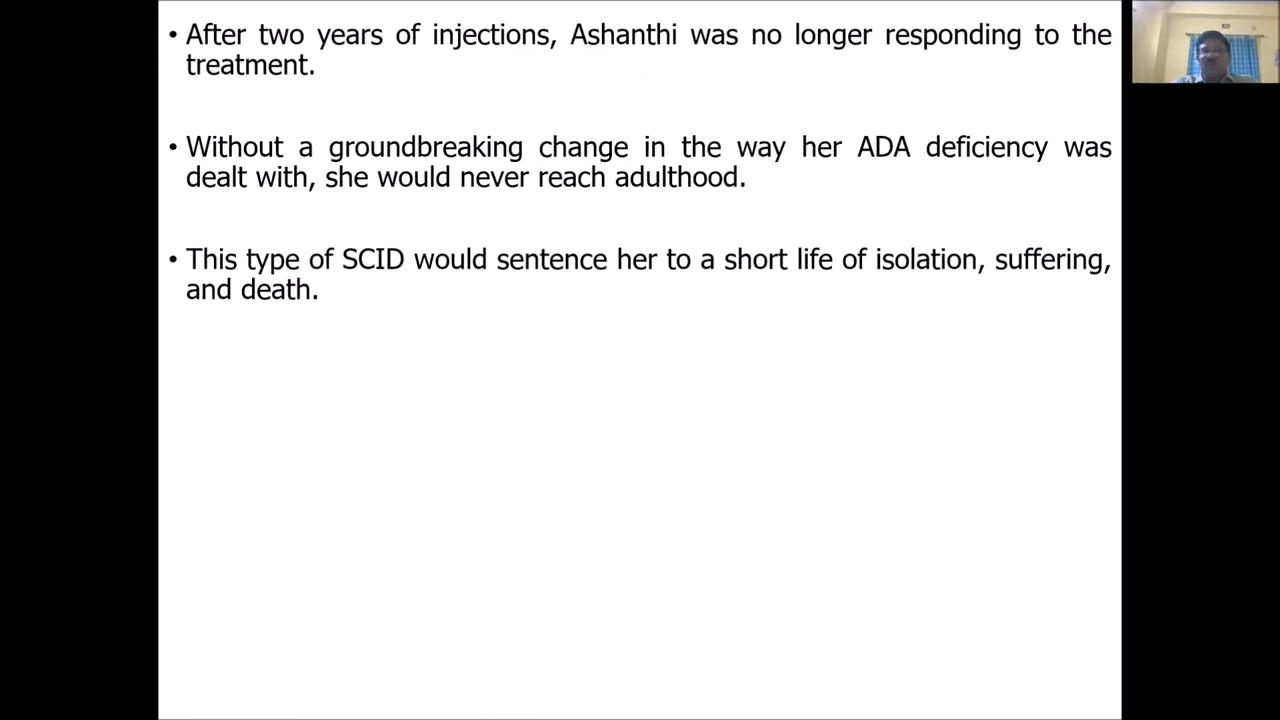 • After two years of injections, Ashanthi was no longer responding to the
treatment.
• Without a groundbreaking change in the way her ADA deficiency was
dealt with, she would never reach adulthood.
• This type of SCID would sentence her to a short life of isolation, suffering,
and death.